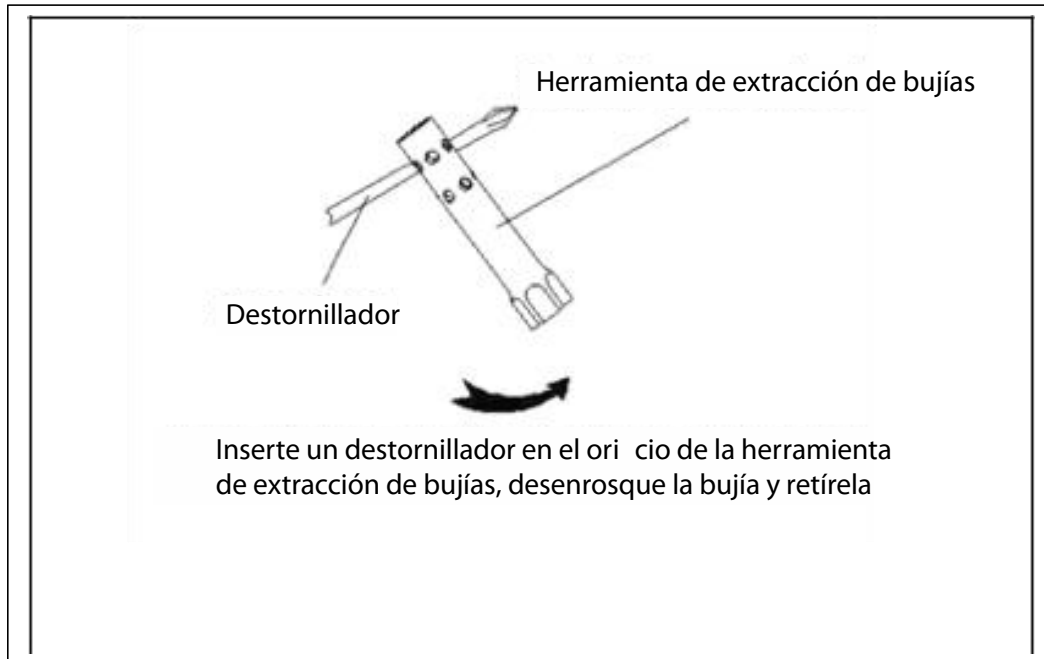 Herramienta de extracción de bujías
Destornillador
Inserte un destornillador en el ori cio de la herramienta
de extracción de bujías, desenrosque la bujía y retírela